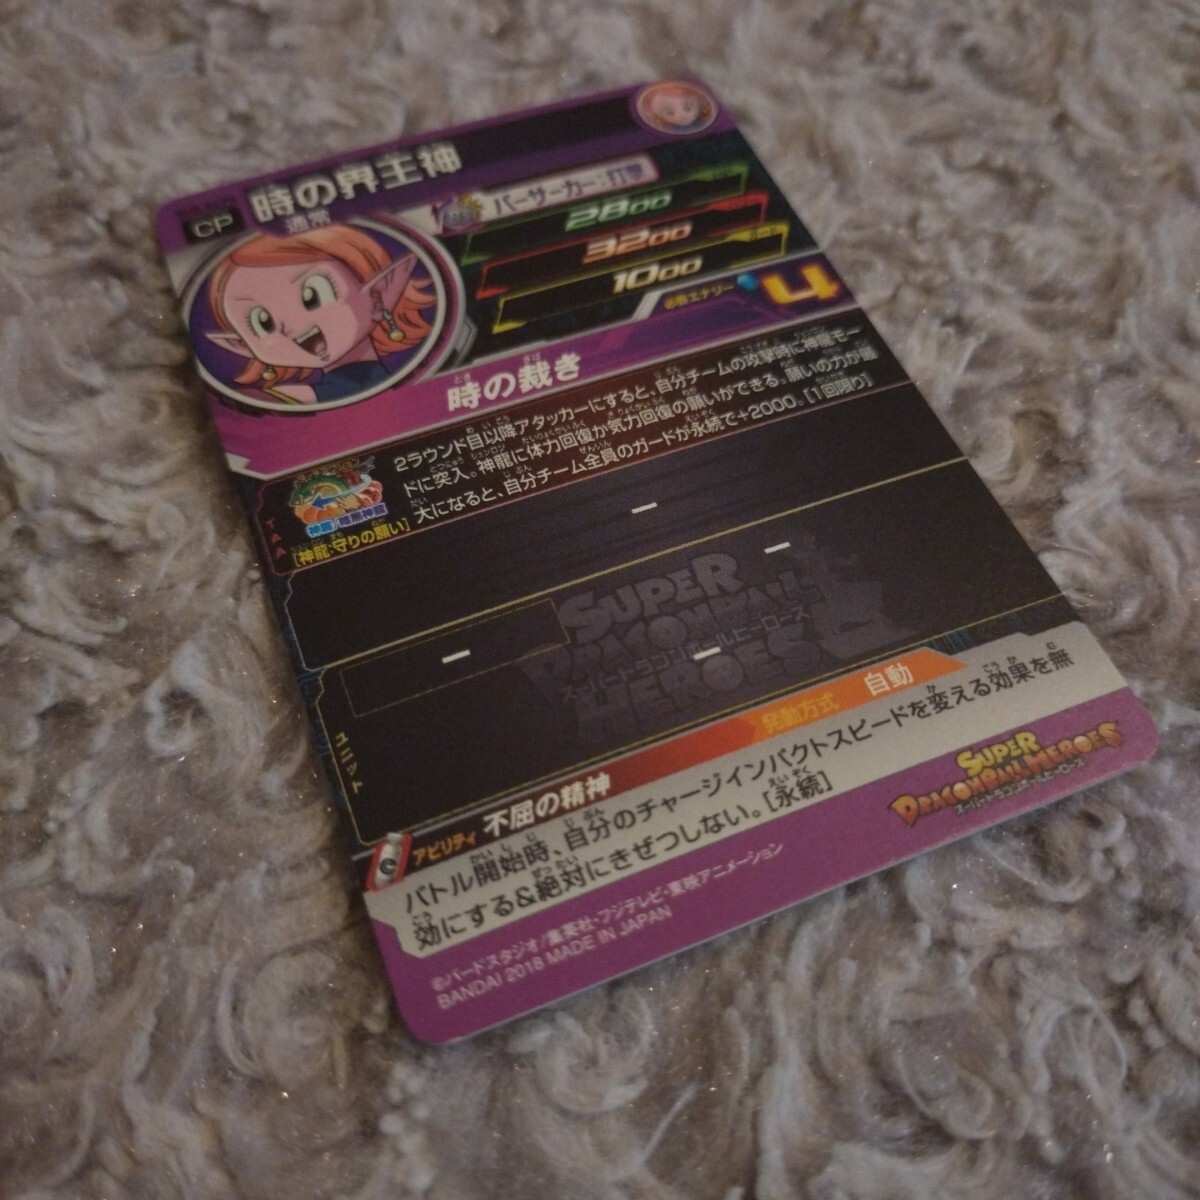 CP
時の界王神
通常
バーサーカー:打撃
2800
3200
1000
必要エナジー
4
時の裁き
2ラウンド目以降アタッカーにすると、自分チームの攻撃時に神龍モー
ドに突入。神龍に体力回復か気力回復の願いができる。願いの力が最
大になると、自分チーム全員のガードが永続で+2000。[1回限り]
神龍/暗黒神龍
[神龍:守りの願い]
SUPER
DRAGONBALL
スーパードラゴンボールヒーローズ
HEROES
アビリティ
不屈の精神
発動方式
自動
バトル開始時、自分のチャージインパクトスピードを変える効果を無
効にする&絶対にきぜつしない。[永続]
SUPER
DRAGONBALL HEROES
スーパードラゴンボールヒーローズ
©バードスタジオ/集英社・フジテレビ・東映アニメーション
BANDAI 2018 MADE IN JAPAN